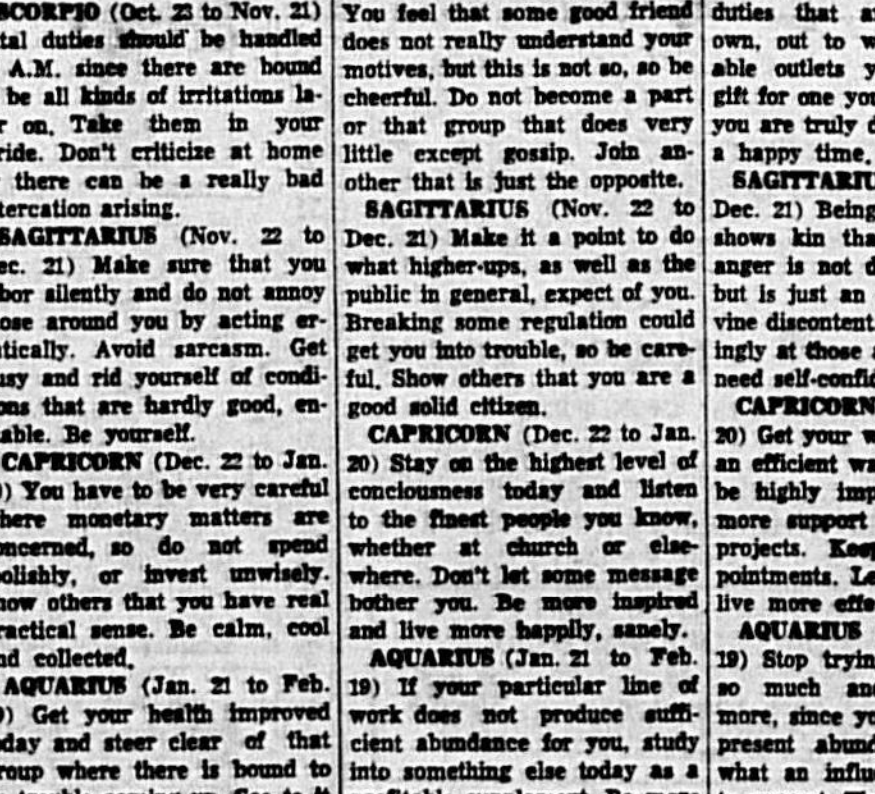 SCORPIO (Oct. 23 to Nov. 21)
tal duties should be handled
A.M. since there are bound
be all kinds of irritations la-
r on. Take them in your
ride. Don't criticize at home
there can be a really bad
tercation arising.
SAGITTARIUS (Nov. 22 to
ec. 21) Make sure that you
bor silently and do not annoy
ose around you by acting er-
atically. Avoid sarcasm. Get
usy and rid yourself of condi-
ons that are hardly good, en-
able. Be yourself.
CAPRICORN (Dec. 22 to Jan.
0) You have to be very careful
here monetary matters are
oncerned, so do not spend
oolishly, or invest unwisely.
how others that you have real
ractical sense. Be calm, cool
nd collected.
AQUARIUS (Jan. 21 to Feb.
9) Get your health improved
oday and steer clear of that
roup where there is bound to
You feel that some good friend
does not really understand your
motives, but this is not so, so be
cheerful. Do not become a part
or that group that does very
little except gossip. Join an-
other that is just the opposite.
SAGITTARIUS (Nov. 22 to
Dec. 21) Make it a point to do
what higher-ups, as well as the
public in general, expect of you.
Breaking some regulation could
get you into trouble, so be care-
ful. Show others that you are a
good solid citizen.
CAPRICORN (Dec. 22 to Jan.
20) Stay on the highest level of
conciousness today and listen
to the finest people you know,
whether at church or else-
where. Don't let some message
bother you. Be more inspired
and live more happily, sanely.
AQUARIUS (Jan. 21 to Feb.
19) If your particular line of
work does not produce suffi-
cient abundance for you, study
into something else today as a
duties that a
own, out to w
able outlets y
gift for one you
you are truly d
a happy time.
SAGITTARIU
Dec. 21) Being
shows kin tha
anger is not d
but is just an
vine discontent
ingly at those a
need self-confid
CAPRICORN
20) Get your w
an efficient wa
be highly imp
more support
projects. Keep
pointments. Le
live more effe
AQUARIUS
19) Stop tryin
so much and
more, since yo
present abund
what an influ